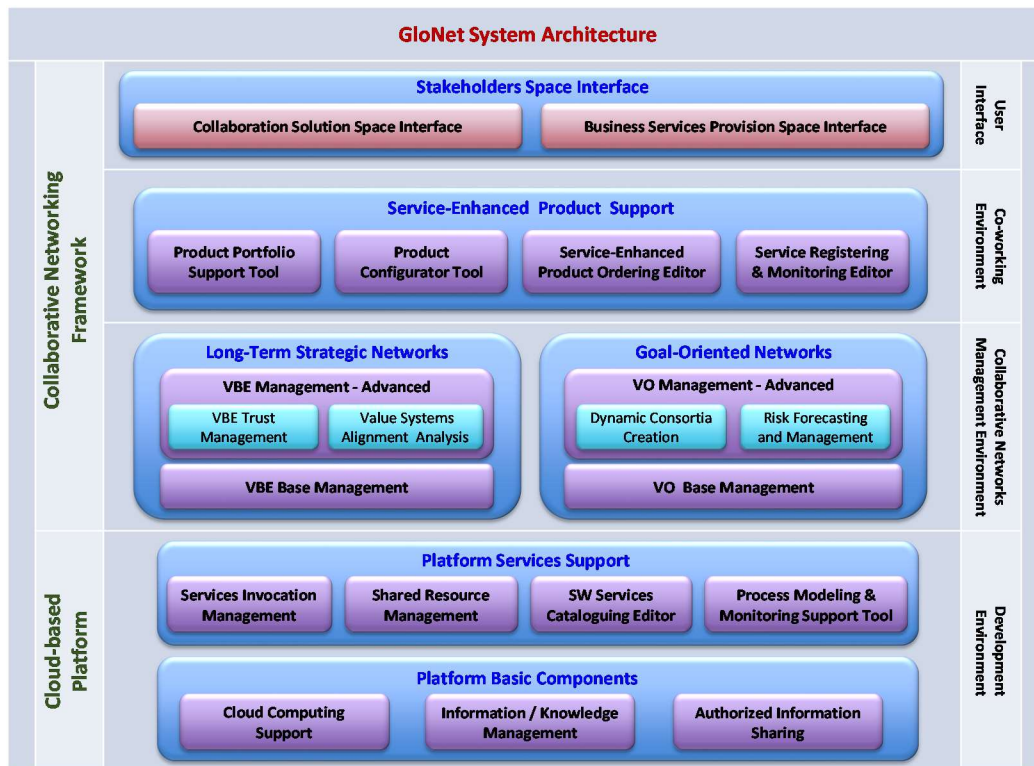 GloNet System Architecture
Collaborative Networking
Framework
Stakeholders Space Interface
Collaboration Solution Space Interface
Business Services Provision Space Interface
User
Interface
Service-Enhanced Product Support
Product Portfolio
Support Tool
Product
Configurator Tool
Service-Enhanced
Product Ordering Editor
Service Registering
& Monitoring Editor
Co-working
Environment
Long-Term Strategic Networks
VBE Management - Advanced
VBE Trust
Management
Value Systems
Alignment Analysis
VBE Base Management
Goal-Oriented Networks
VO Management - Advanced
Dynamic Consortia
Creation
Risk Forecasting
and Management
VO Base Management
Collaborative Networks
Management Environment
Cloud-based
Platform
Platform Services Support
Services Invocation
Management
Shared Resource
Management
SW Services
Cataloguing Editor
Process Modeling &
Monitoring Support Tool
Platform Basic Components
Cloud Computing
Support
Information / Knowledge
Management
Authorized Information
Sharing
Development
Environment